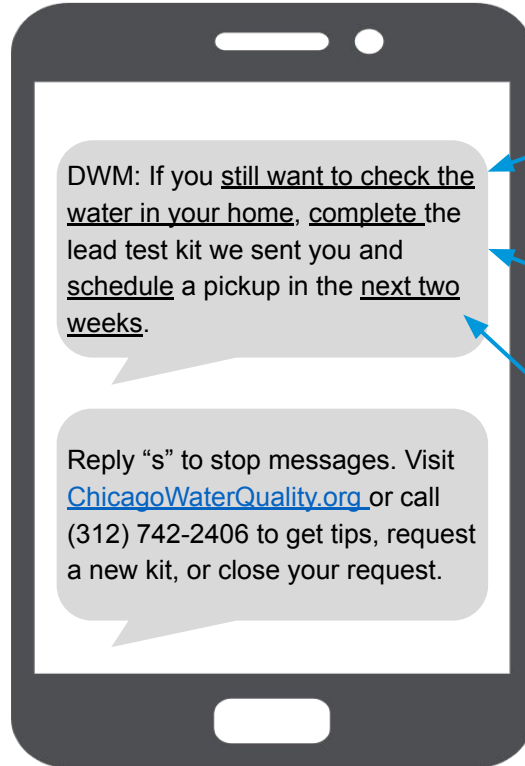 DWM: If you still want to check the
water in your home, complete the
lead test kit we sent you and
schedule a pickup in the next two
weeks.
Reply “s” to stop messages. Visit
ChicagoWaterQuality.org or call
(312) 742-2406 to get tips, request
a new kit, or close your request.